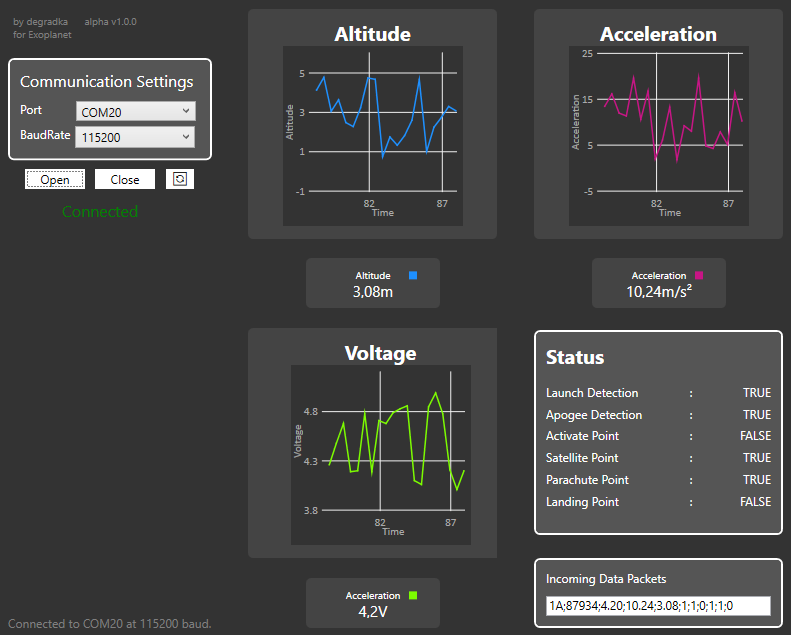 by degradka alpha v1.0.0
for Exoplanet
Communication Settings
Port COM20
BaudRate 115200
Open Close
Connected
Altitude
5
3
1
-1
82 87
Altitude
Time
Altitude
3,08m
Acceleration
25
15
5
-5
82 87
Acceleration
Time
Acceleration
10,24m/s²
Voltage
4.8
4.3
3.8
82 87
Voltage
Time
Acceleration
4,2V
Status
Launch Detection : TRUE
Apogee Detection : TRUE
Activate Point : FALSE
Satellite Point : TRUE
Parachute Point : TRUE
Landing Point : FALSE
Incoming Data Packets
1A;87934;4.20;10.24;3.08;1;1;0;1;1;0
Connected to COM20 at 115200 baud.